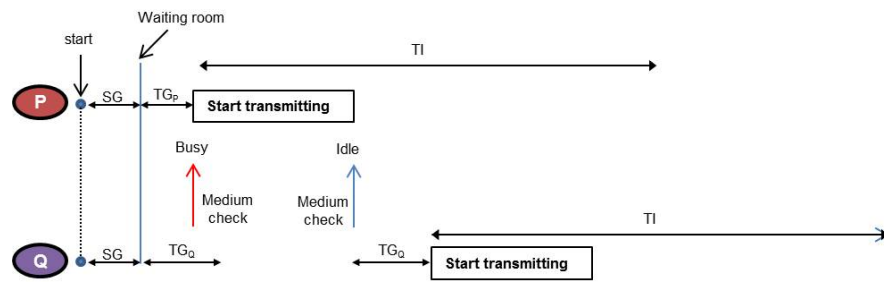 Waiting room
start
TI
P
SG
TGP
Start transmitting
Busy
Idle
Medium
check
Medium
check
TI
Q
SG
TGQ
TGQ
Start transmitting